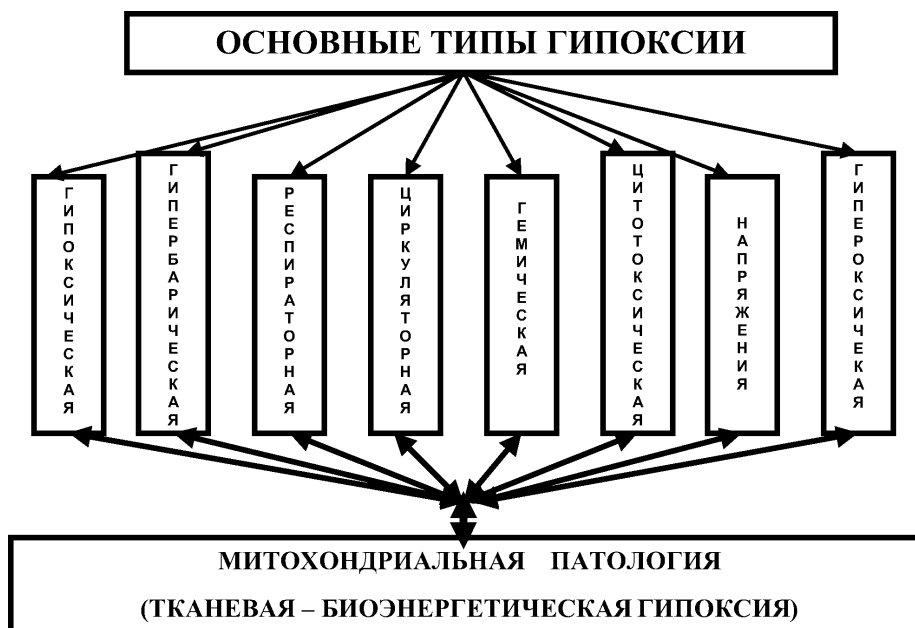 ОСНОВНЫЕ ТИПЫ ГИПОКСИИ
ГИПОКСИЧЕСКАЯ
ГИПЕРБАРИЧЕСКАЯ
РЕСПИРАТОРНАЯ
ЦИРКУЛЯТОРНАЯ
ГЕМИЧЕСКАЯ
ЦИТОТОКСИЧЕСКАЯ
НАПРЯЖЕНИЯ
ГИПЕРОКСИЧЕКАЯ
МИТОХОНДРИАЛЬНАЯ ПАТОЛОГИЯ
(ТКАНЕВАЯ – БИОЭНЕРГЕТИЧЕСКАЯ ГИПОКСИЯ)